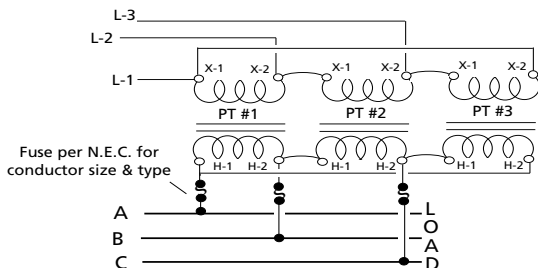 L-3
L-2
X-1 X-2 X-1 X-2 X-1 X-2
L-1
PT #1 PT #2 PT #3
Fuse per N.E.C. for
conductor size & type
H-1 H-2 H-1 H-2 H-1 H-2
A
B
C
L
O
A
D